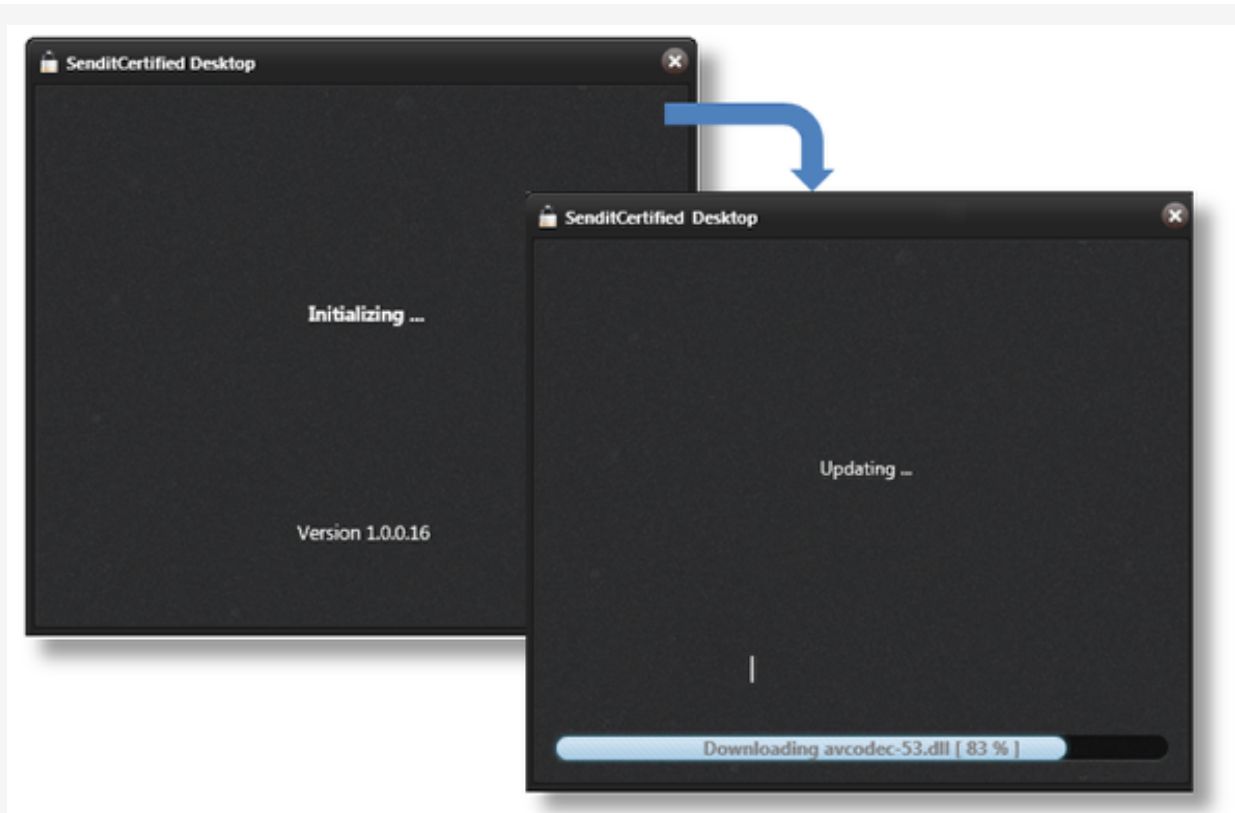 SenditCertified Desktop
Initializing ...
Version 1.0.0.16
SenditCertified Desktop
Updating ...
Downloading avcodec-53.dll [ 83 % ]